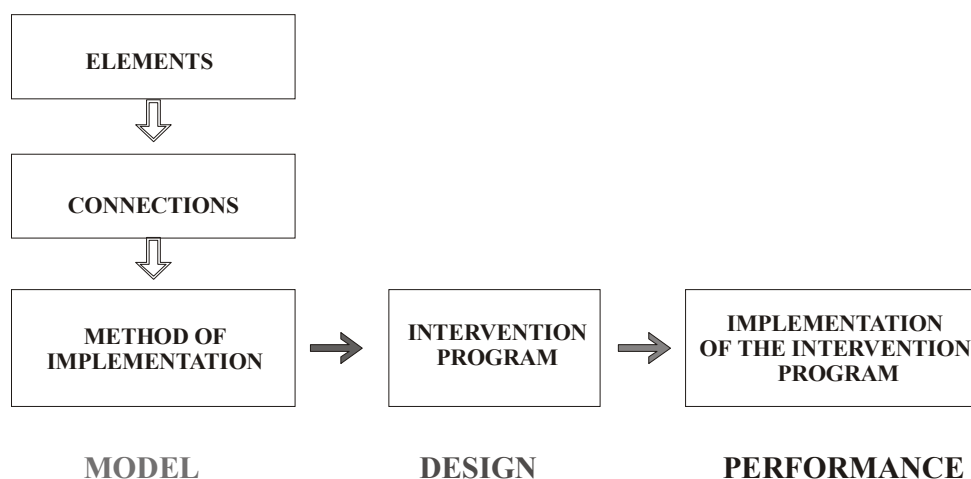 ELEMENTS
CONNECTIONS
METHOD OF
IMPLEMENTATION
INTERVENTION
PROGRAM
IMPLEMENTATION
OF THE INTERVENTION
PROGRAM
MODEL
DESIGN
PERFORMANCE